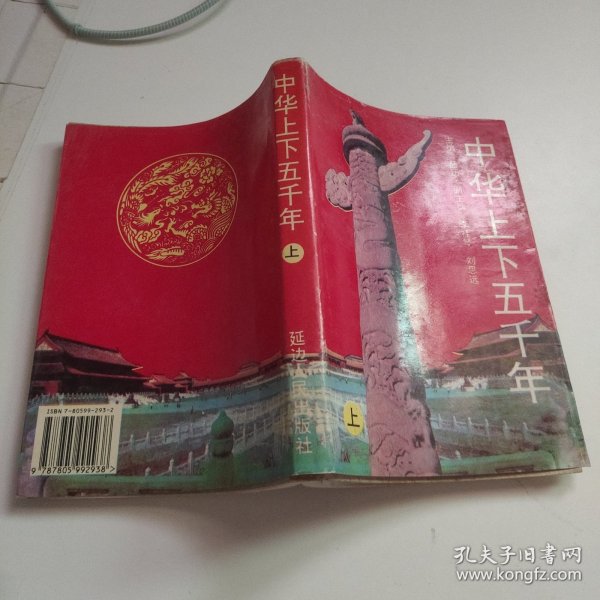 中华上下五千年
上
延边人民出版社
中华上下五千年
刘思远
上
ISBN 7-80599-293-2
9 787805 992938 >
孔夫子旧书网
www.kongfz.com